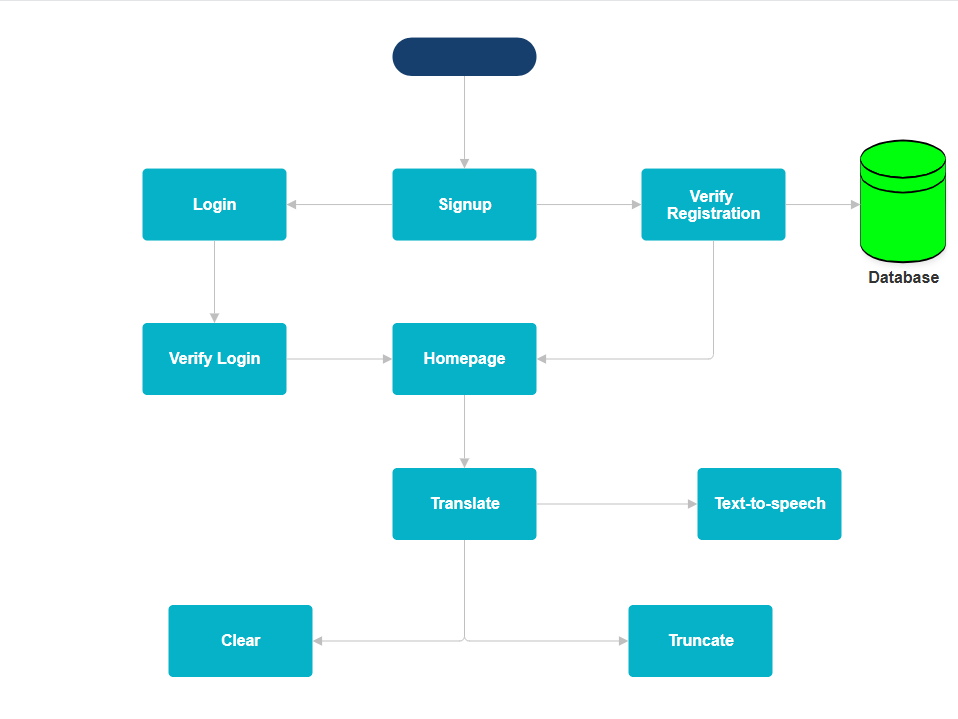 Login
Signup
Verify
Registration
Database
Verify Login
Homepage
Translate
Text-to-speech
Clear
Truncate